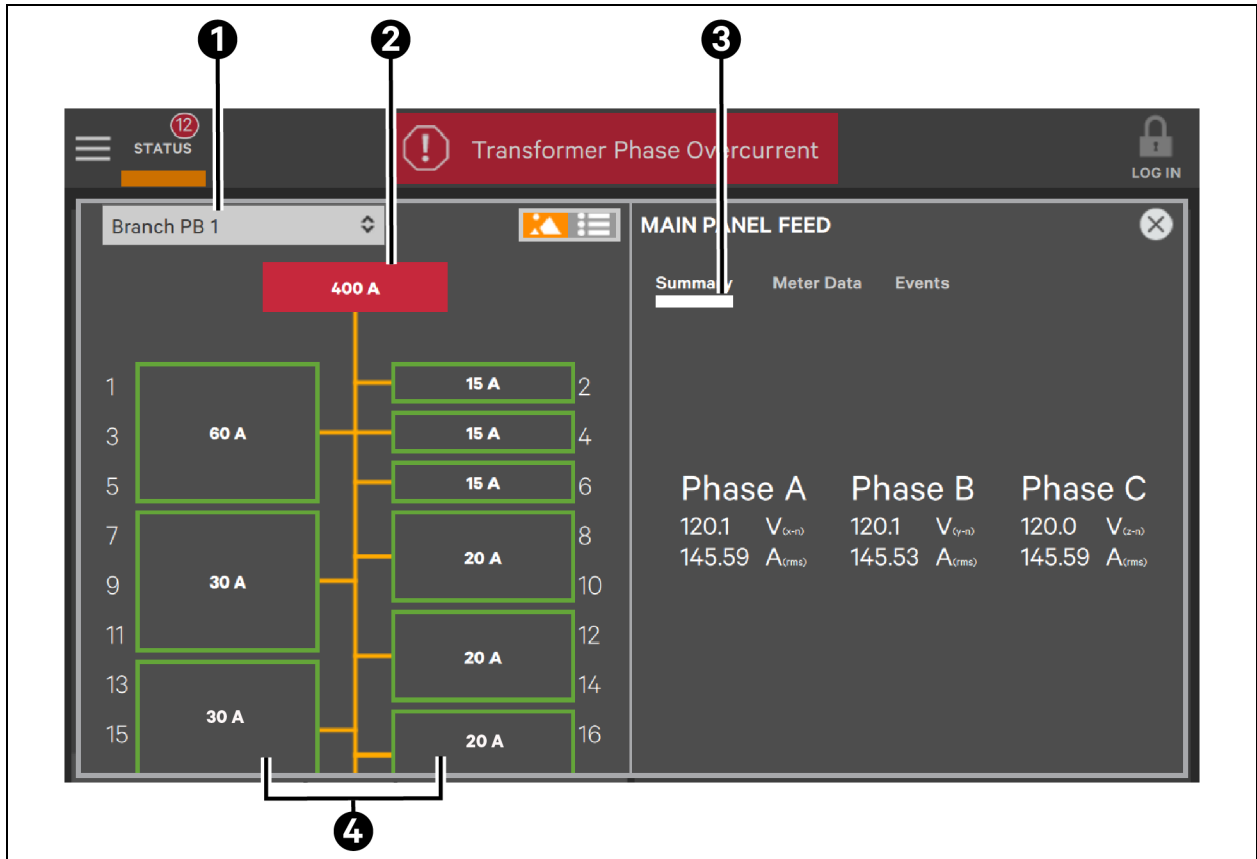 1 2 3
12
STATUS
! Transformer Phase Overcurrent
LOG IN
Branch PB 1
MAIN PANEL FEED
400 A
Summary Meter Data Events
1 15 A 2
3 60 A 15 A 4
5 15 A 6
7 8
20 A
9 30 A 10
11 12
20 A
13 14
30 A
15 20 A 16
Phase A Phase B Phase C
120.1 V(x-n) 120.1 V(y-n) 120.0 V(z-n)
145.59 A(rms) 145.53 A(rms) 145.59 A(rms)
4